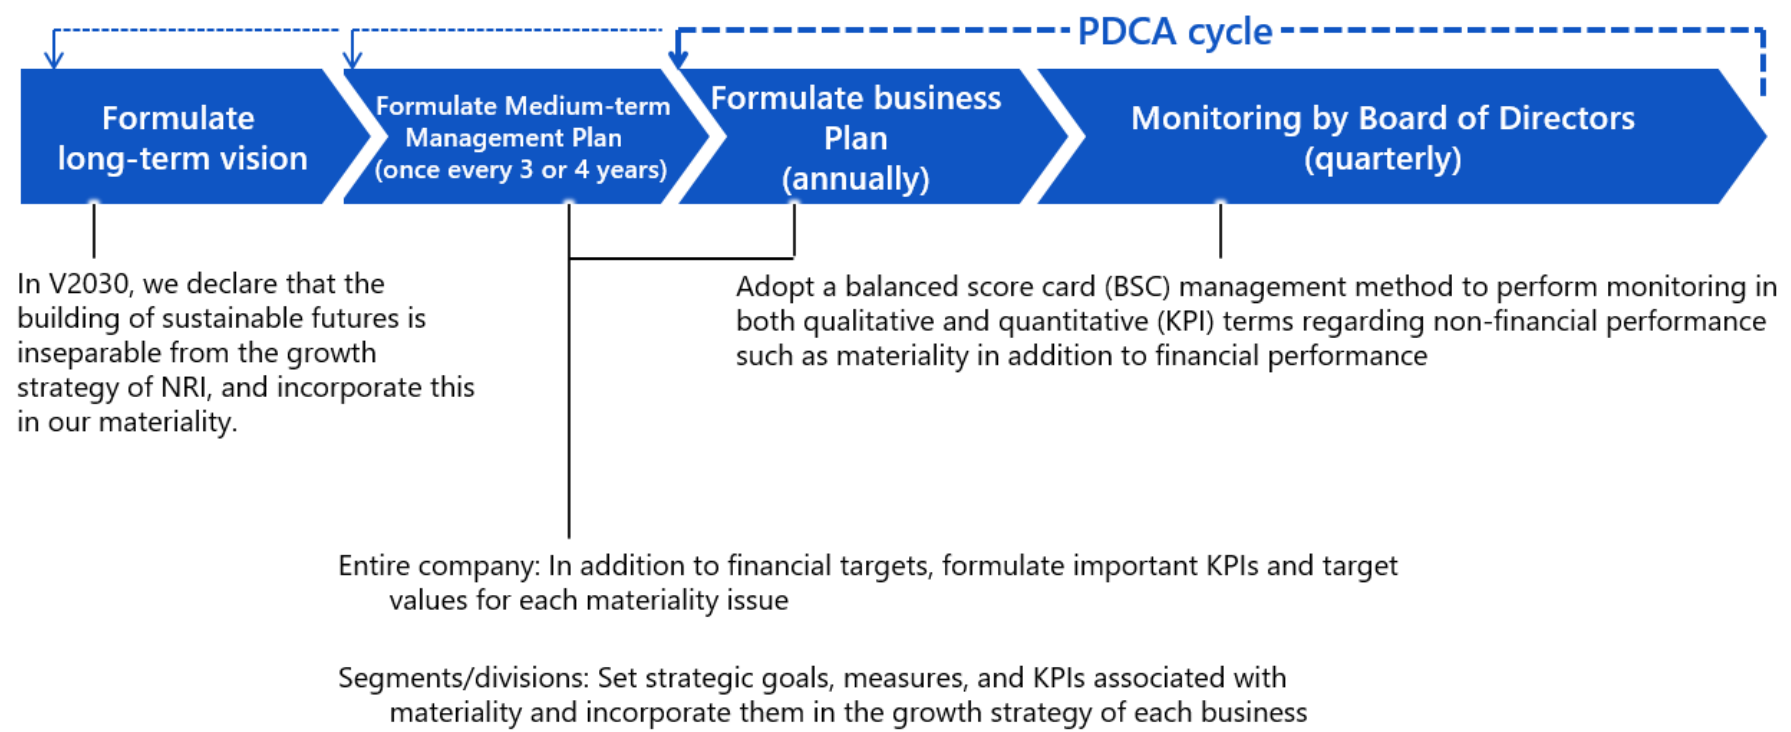 PDCA cycle
Formulate
long-term vision
Formulate Medium-term
Management Plan
(once every 3 or 4 years)
Formulate business
Plan
(annually)
Monitoring by Board of Directors
(quarterly)
In V2030, we declare that the
building of sustainable futures is
inseparable from the growth
strategy of NRI, and incorporate this
in our materiality.
Adopt a balanced score card (BSC) management method to perform monitoring in
both qualitative and quantitative (KPI) terms regarding non-financial performance
such as materiality in addition to financial performance
Entire company: In addition to financial targets, formulate important KPIs and target
values for each materiality issue
Segments/divisions: Set strategic goals, measures, and KPIs associated with
materiality and incorporate them in the growth strategy of each business